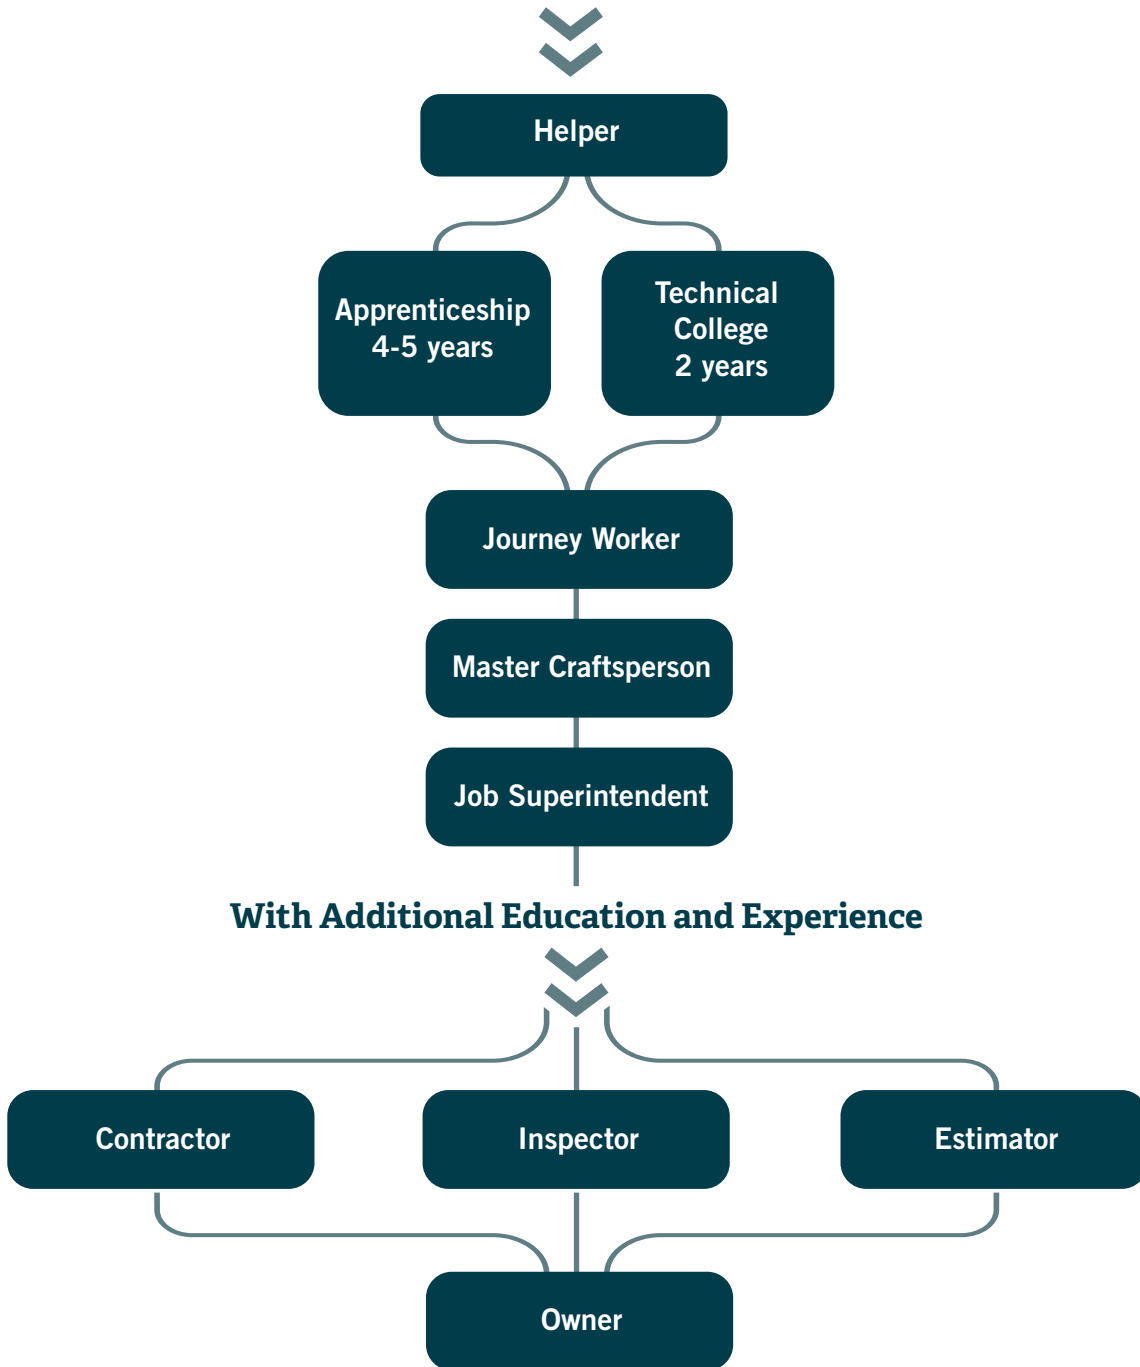 Helper
Apprenticeship
4-5 years
Technical
College
2 years
Journey Worker
Master Craftsperson
Job Superintendent
With Additional Education and Experience
Contractor
Inspector
Estimator
Owner